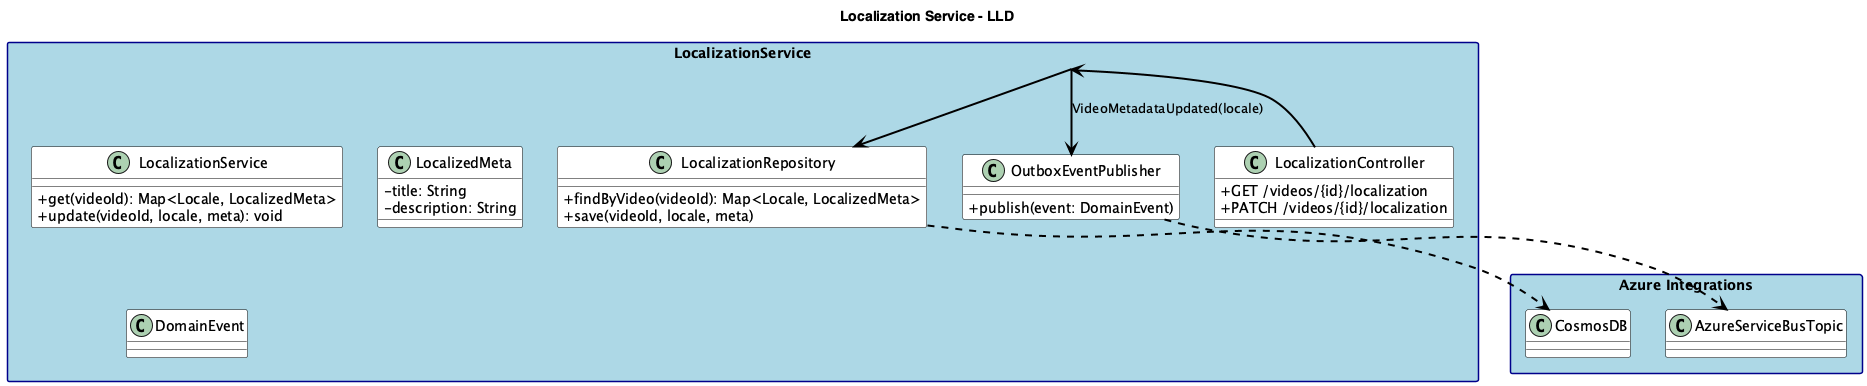 Localization Service - LLD
LocalizationService
VideoMetadataUpdated(locale)
C LocalizationService
+get(videoId): Map<Locale, LocalizedMeta>
+update(videoId, locale, meta): void
C LocalizedMeta
-title: String
-description: String
C LocalizationRepository
+findByVideo(videoId): Map<Locale, LocalizedMeta>
+save(videoId, locale, meta)
C OutboxEventPublisher
+publish(event: DomainEvent)
C LocalizationController
+GET /videos/{id}/localization
+PATCH /videos/{id}/localization
C DomainEvent
Azure Integrations
C CosmosDB
C AzureServiceBusTopic